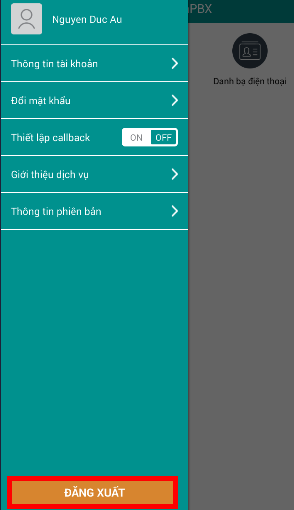 Nguyen Duc Au
PBX
Thông tin tài khoản
Danh bạ điện thoại
Đổi mật khẩu
Thiết lập callback
ON OFF
Giới thiệu dịch vụ
Thông tin phiên bản
ĐĂNG XUẤT